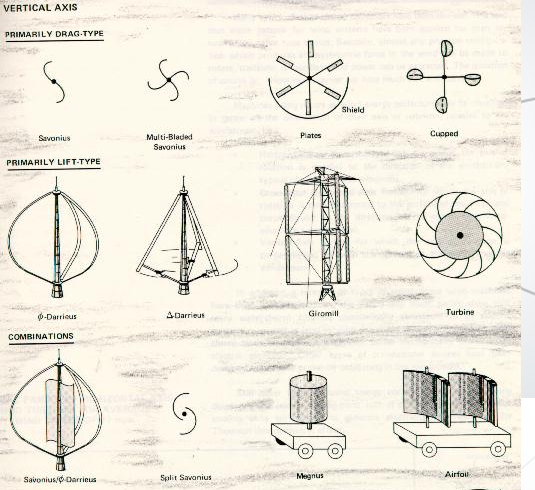 VERTICAL AXIS
PRIMARILY DRAG-TYPE
Shield
Savonius
Multi-Bladed
Savonius
Plates
Cupped
PRIMARILY LIFT-TYPE
ϕ-Darrieus
Δ-Darrieus
Giromill
Turbine
COMBINATIONS
Savonius/ϕ-Darrieus
Split Savonius
Magnus
Airfoil